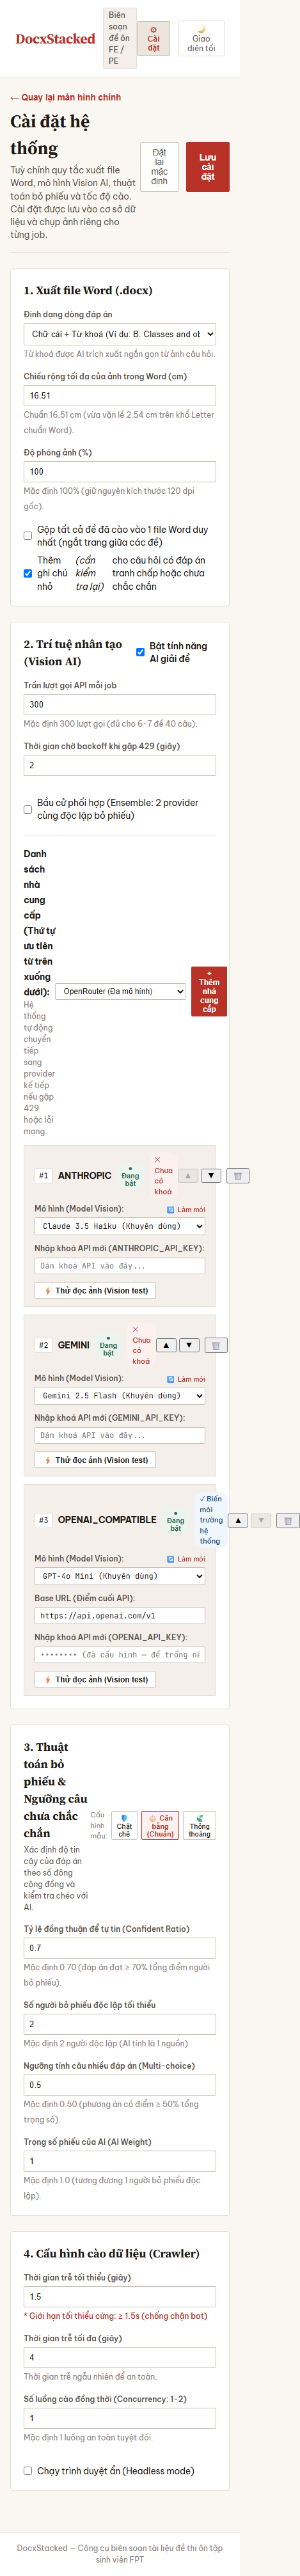 DocxStacked
Biên
soạn
đề ôn
FE /
PE
⚙
Cài
đặt
🌙
Giao
diện tối
← Quay lại màn hình chính
Cài đặt hệ
thống
Tuỳ chỉnh quy tắc xuất file
Word, mô hình Vision AI, thuật
toán bỏ phiếu và tốc độ cào.
Cài đặt được lưu vào cơ sở dữ
liệu và chụp ảnh riêng cho
từng job.
Đặt
lại
mặc
định
Lưu
cài
đặt
1. Xuất file Word (.docx)
Định dạng dòng đáp án
Chữ cái + Từ khoá (Ví dụ: B. Classes and ob
Từ khoá được AI trích xuất ngắn gọn từ ảnh câu hỏi.
Chiều rộng tối đa của ảnh trong Word (cm)
16.51
Chuẩn 16.51 cm (vừa vặn lề 2.54 cm trên khổ Letter
chuẩn Word).
Độ phóng ảnh (%)
100
Mặc định 100% (giữ nguyên kích thước 120 dpi
gốc).
Gộp tất cả đề đã cào vào 1 file Word duy
nhất (ngắt trang giữa các đề)
Thêm
ghi chú
nhỏ
(cần
kiểm
tra lại)
cho câu hỏi có đáp án
tranh chấp hoặc chưa
chắc chắn
2. Trí tuệ nhân tạo
(Vision AI)
Bật tính năng
AI giải đề
Trần lượt gọi API mỗi job
300
Mặc định 300 lượt gọi (đủ cho 6-7 đề 40 câu).
Thời gian chờ backoff khi gặp 429 (giây)
2
Bầu cử phối hợp (Ensemble: 2 provider
cùng độc lập bỏ phiếu)
Danh
sách
nhà
cung
cấp
(Thứ tự
ưu tiên
từ trên
xuống
dưới):
Hệ
thống
tự động
chuyển
tiếp
sang
provider
kế tiếp
nếu gặp
429
hoặc lỗi
mạng.
OpenRouter (Đa mô hình)
+
Thêm
nhà
cung
cấp
#1 ANTHROPIC
●
Đang
bật
✕
Chưa
có
khoá
▲ ▼ 🗑
Mô hình (Model Vision): 🔄 Làm mới
Claude 3.5 Haiku (Khuyên dùng)
Nhập khoá API mới (ANTHROPIC_API_KEY):
Dán khoá API vào đây...
⚡ Thử đọc ảnh (Vision test)
#2 GEMINI
●
Đang
bật
✕
Chưa
có
khoá
▲ ▼ 🗑
Mô hình (Model Vision): 🔄 Làm mới
Gemini 2.5 Flash (Khuyên dùng)
Nhập khoá API mới (GEMINI_API_KEY):
Dán khoá API vào đây...
⚡ Thử đọc ảnh (Vision test)
#3 OPENAI_COMPATIBLE
●
Đang
bật
✓ Biến
môi
trường
hệ
thống
▲ ▼ 🗑
Mô hình (Model Vision): 🔄 Làm mới
GPT-4o Mini (Khuyên dùng)
Base URL (Điểm cuối API):
https://api.openai.com/v1
Nhập khoá API mới (OPENAI_API_KEY):
•••••••• (đã cấu hình — để trống nế
⚡ Thử đọc ảnh (Vision test)
3. Thuật
toán bỏ
phiếu &
Ngưỡng câu
chưa chắc
chắn
Xác định độ tin
cậy của đáp án
theo số đông
cộng đồng và
kiểm tra chéo với
AI.
Cấu
hình
mẫu:
🛡
Chặt
chẽ
⚖ Cân
bằng
(Chuẩn)
Thông
thoáng
Tỷ lệ đồng thuận để tự tin (Confident Ratio)
0.7
Mặc định 0.70 (đáp án đạt ≥ 70% tổng điểm người
bỏ phiếu).
Số người bỏ phiếu độc lập tối thiểu
2
Mặc định 2 người độc lập (AI tính là 1 nguồn).
Ngưỡng tính câu nhiều đáp án (Multi-choice)
0.5
Mặc định 0.50 (phương án có điểm ≥ 50% tổng
trọng số).
Trọng số phiếu của AI (AI Weight)
1
Mặc định 1.0 (tương đương 1 người bỏ phiếu độc
lập).
4. Cấu hình cào dữ liệu (Crawler)
Thời gian trễ tối thiểu (giây)
1.5
* Giới hạn tối thiểu cứng: ≥ 1.5s (chống chặn bot)
Thời gian trễ tối đa (giây)
4
Thời gian trễ ngẫu nhiên để an toàn.
Số luồng cào đồng thời (Concurrency: 1-2)
1
Mặc định 1 luồng an toàn tuyệt đối.
Chạy trình duyệt ẩn (Headless mode)
DocxStacked — Công cụ biên soạn tài liệu đề thi ôn tập
sinh viên FPT